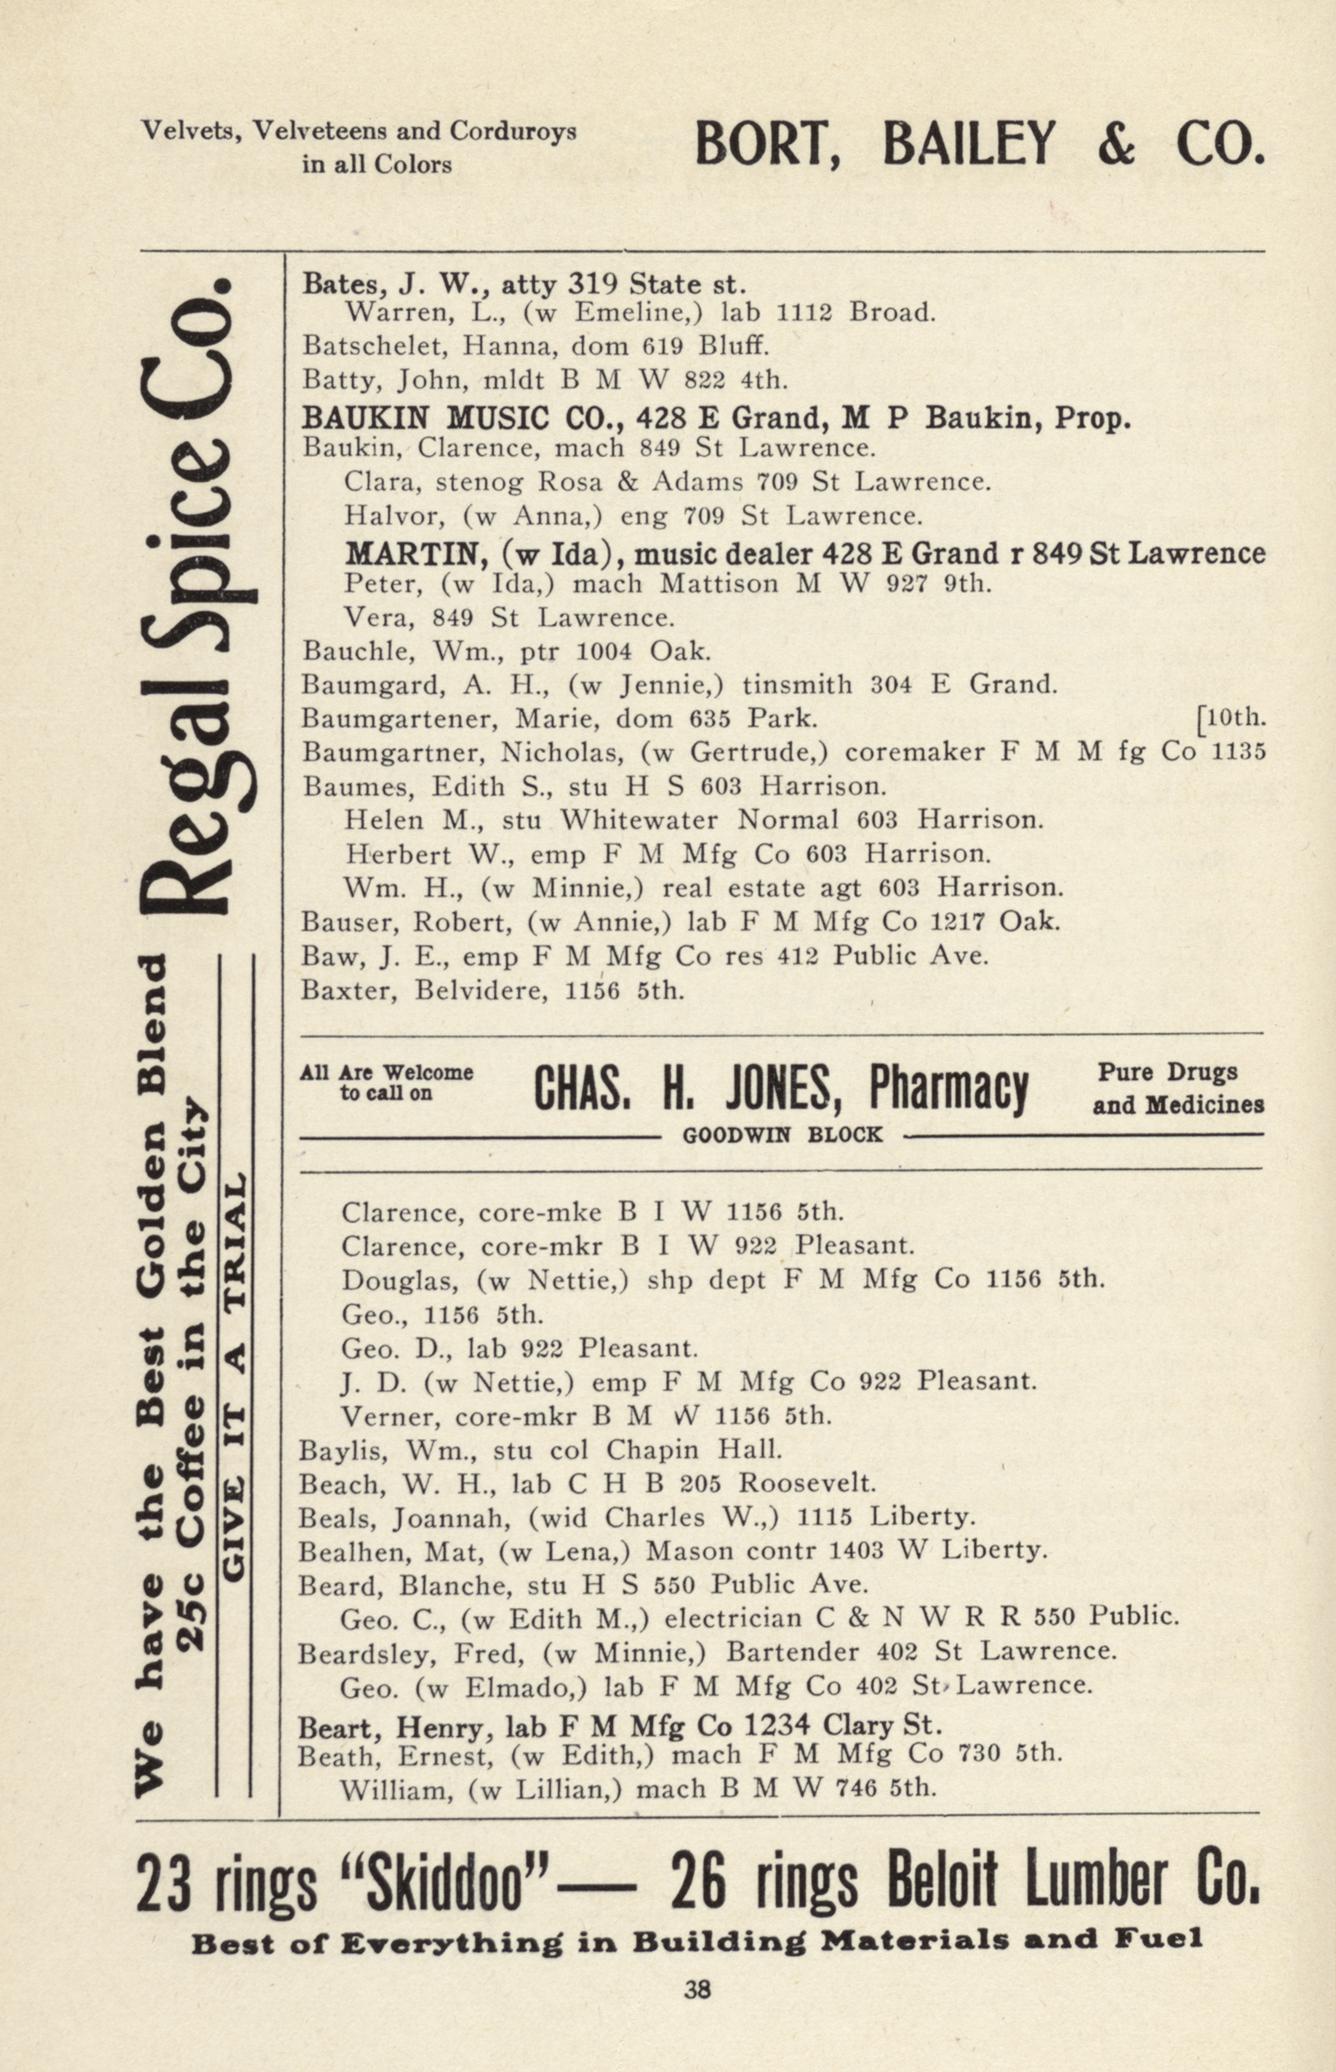 Velvets, Velveteens and Corduroys
in all Colors
BORT, BAILEY & CO.
Regal Spice Co.
We have the Best Golden Blend
25c Coffee in the City
GIVE IT A TRIAL
Bates, J. W., atty 319 State st.
Warren, L., (w Emeline,) lab 1112 Broad.
Batschelet, Hanna, dom 619 Bluff.
Batty, John, mldt B M W 822 4th.
BAUKIN MUSIC CO., 428 E Grand, M P Baukin, Prop.
Baukin, Clarence, mach 849 St Lawrence.
Clara, stenog Rosa & Adams 709 St Lawrence.
Halvor, (w Anna,) eng 709 St Lawrence.
MARTIN, (w Ida), music dealer 428 E Grand r 849 St Lawrence
Peter, (w Ida,) mach Mattison M W 927 9th.
Vera, 849 St Lawrence.
Bauchle, Wm., ptr 1004 Oak.
Baumgard, A. H., (w Jennie,) tinsmith 304 E Grand.
Baumgartener, Marie, dom 635 Park. [10th.
Baumgartner, Nicholas, (w Gertrude,) coremaker F M M fg Co 1135
Baumes, Edith S., stu H S 603 Harrison.
Helen M., stu Whitewater Normal 603 Harrison.
Herbert W., emp F M Mfg Co 603 Harrison.
Wm. H., (w Minnie,) real estate agt 603 Harrison.
Bauser, Robert, (w Annie,) lab F M Mfg Co 1217 Oak.
Baw, J. E., emp F M Mfg Co res 412 Public Ave.
Baxter, Belvidere, 1156 5th.
All Are Welcome
to call on
CHAS. H. JONES, Pharmacy
Pure Drugs
and Medicines
GOODWIN BLOCK
Clarence, core-mke B I W 1156 5th.
Clarence, core-mkr B I W 922 Pleasant.
Douglas, (w Nettie,) shp dept F M Mfg Co 1156 5th.
Geo., 1156 5th.
Geo. D., lab 922 Pleasant.
J. D. (w Nettie,) emp F M Mfg Co 922 Pleasant.
Verner, core-mkr B M W 1156 5th.
Baylis, Wm., stu col Chapin Hall.
Beach, W. H., lab C H B 205 Roosevelt.
Beals, Joannah, (wid Charles W.,) 1115 Liberty.
Bealhen, Mat, (w Lena,) Mason contr 1403 W Liberty.
Beard, Blanche, stu H S 550 Public Ave.
Geo. C., (w Edith M.,) electrician C & N W R R 550 Public.
Beardsley, Fred, (w Minnie,) Bartender 402 St Lawrence.
Geo. (w Elmado,) lab F M Mfg Co 402 St Lawrence.
Beart, Henry, lab F M Mfg Co 1234 Clary St.
Beath, Ernest, (w Edith,) mach F M Mfg Co 730 5th.
William, (w Lillian,) mach B M W 746 5th.
23 rings "Skiddoo"— 26 rings Beloit Lumber Co.
Best of Everything in Building Materials and Fuel
38